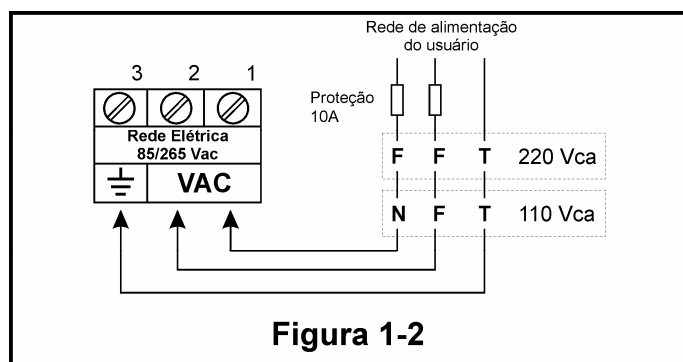 Rede de alimentação
do usuário
3 2 1
Proteção
10A
Rede Elétrica
85/265 Vac
VAC
F F T 220 Vca
N F T 110 Vca
Figura 1-2